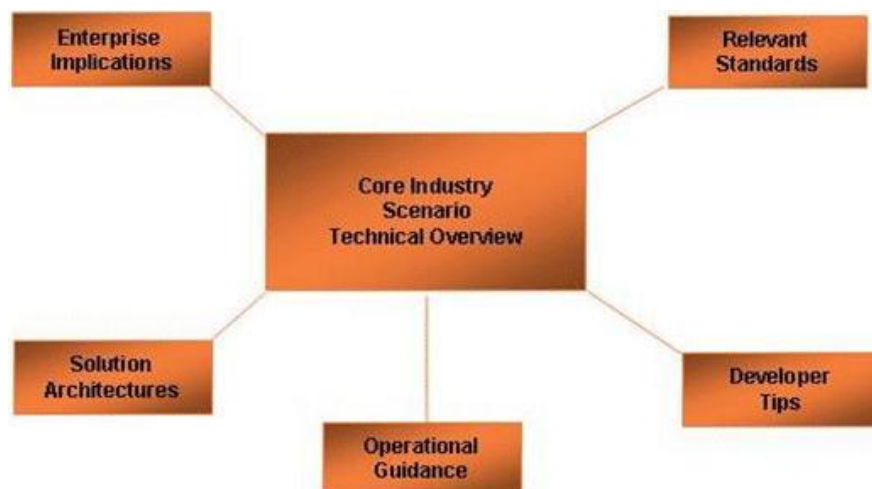 Enterprise
Implications
Relevant
Standards
Core Industry
Scenario
Technical Overview
Solution
Architectures
Developer
Tips
Operational
Guidance